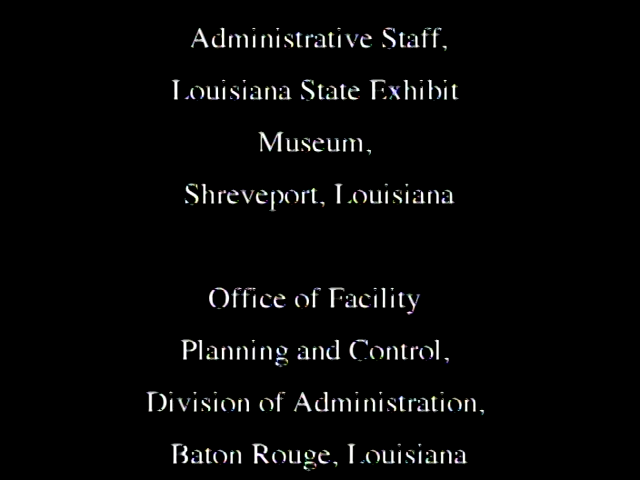 Administrative Staff,
Louisiana State Exhibit
Museum,
Shreveport, Louisiana
Office of Facility
Planning and Control,
Division of Administration,
Baton Rouge, Louisiana